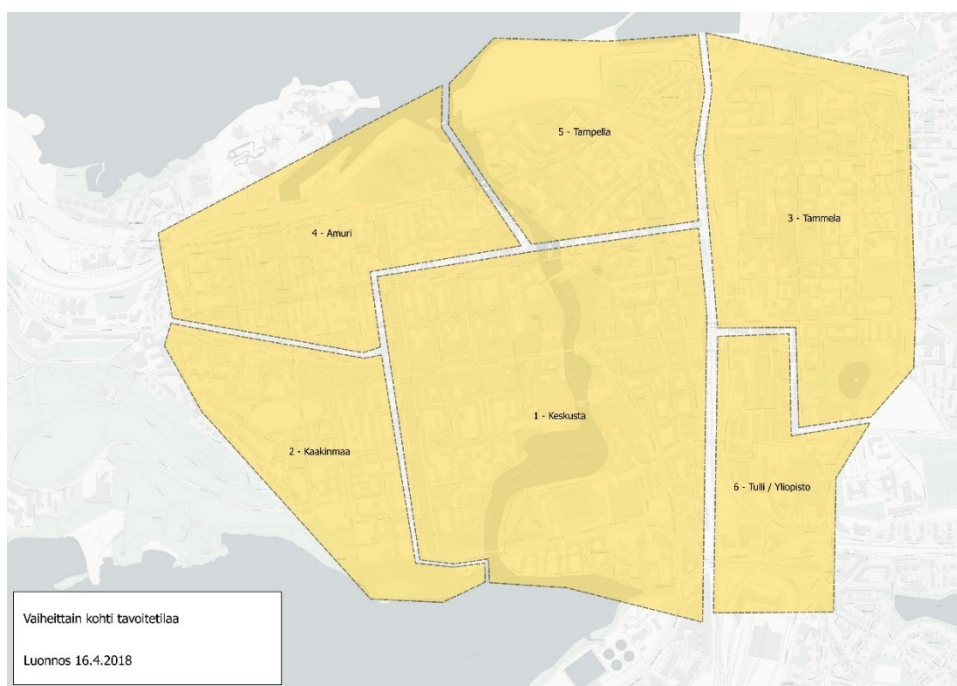 5 - Tampella
3 - Tammela
4 - Amuri
1 - Keskusta
2 - Kaakinmaa
6 - Tulli / Yliopisto
Vaiheittain kohti tavoitetilaa
Luonnos 16.4.2018